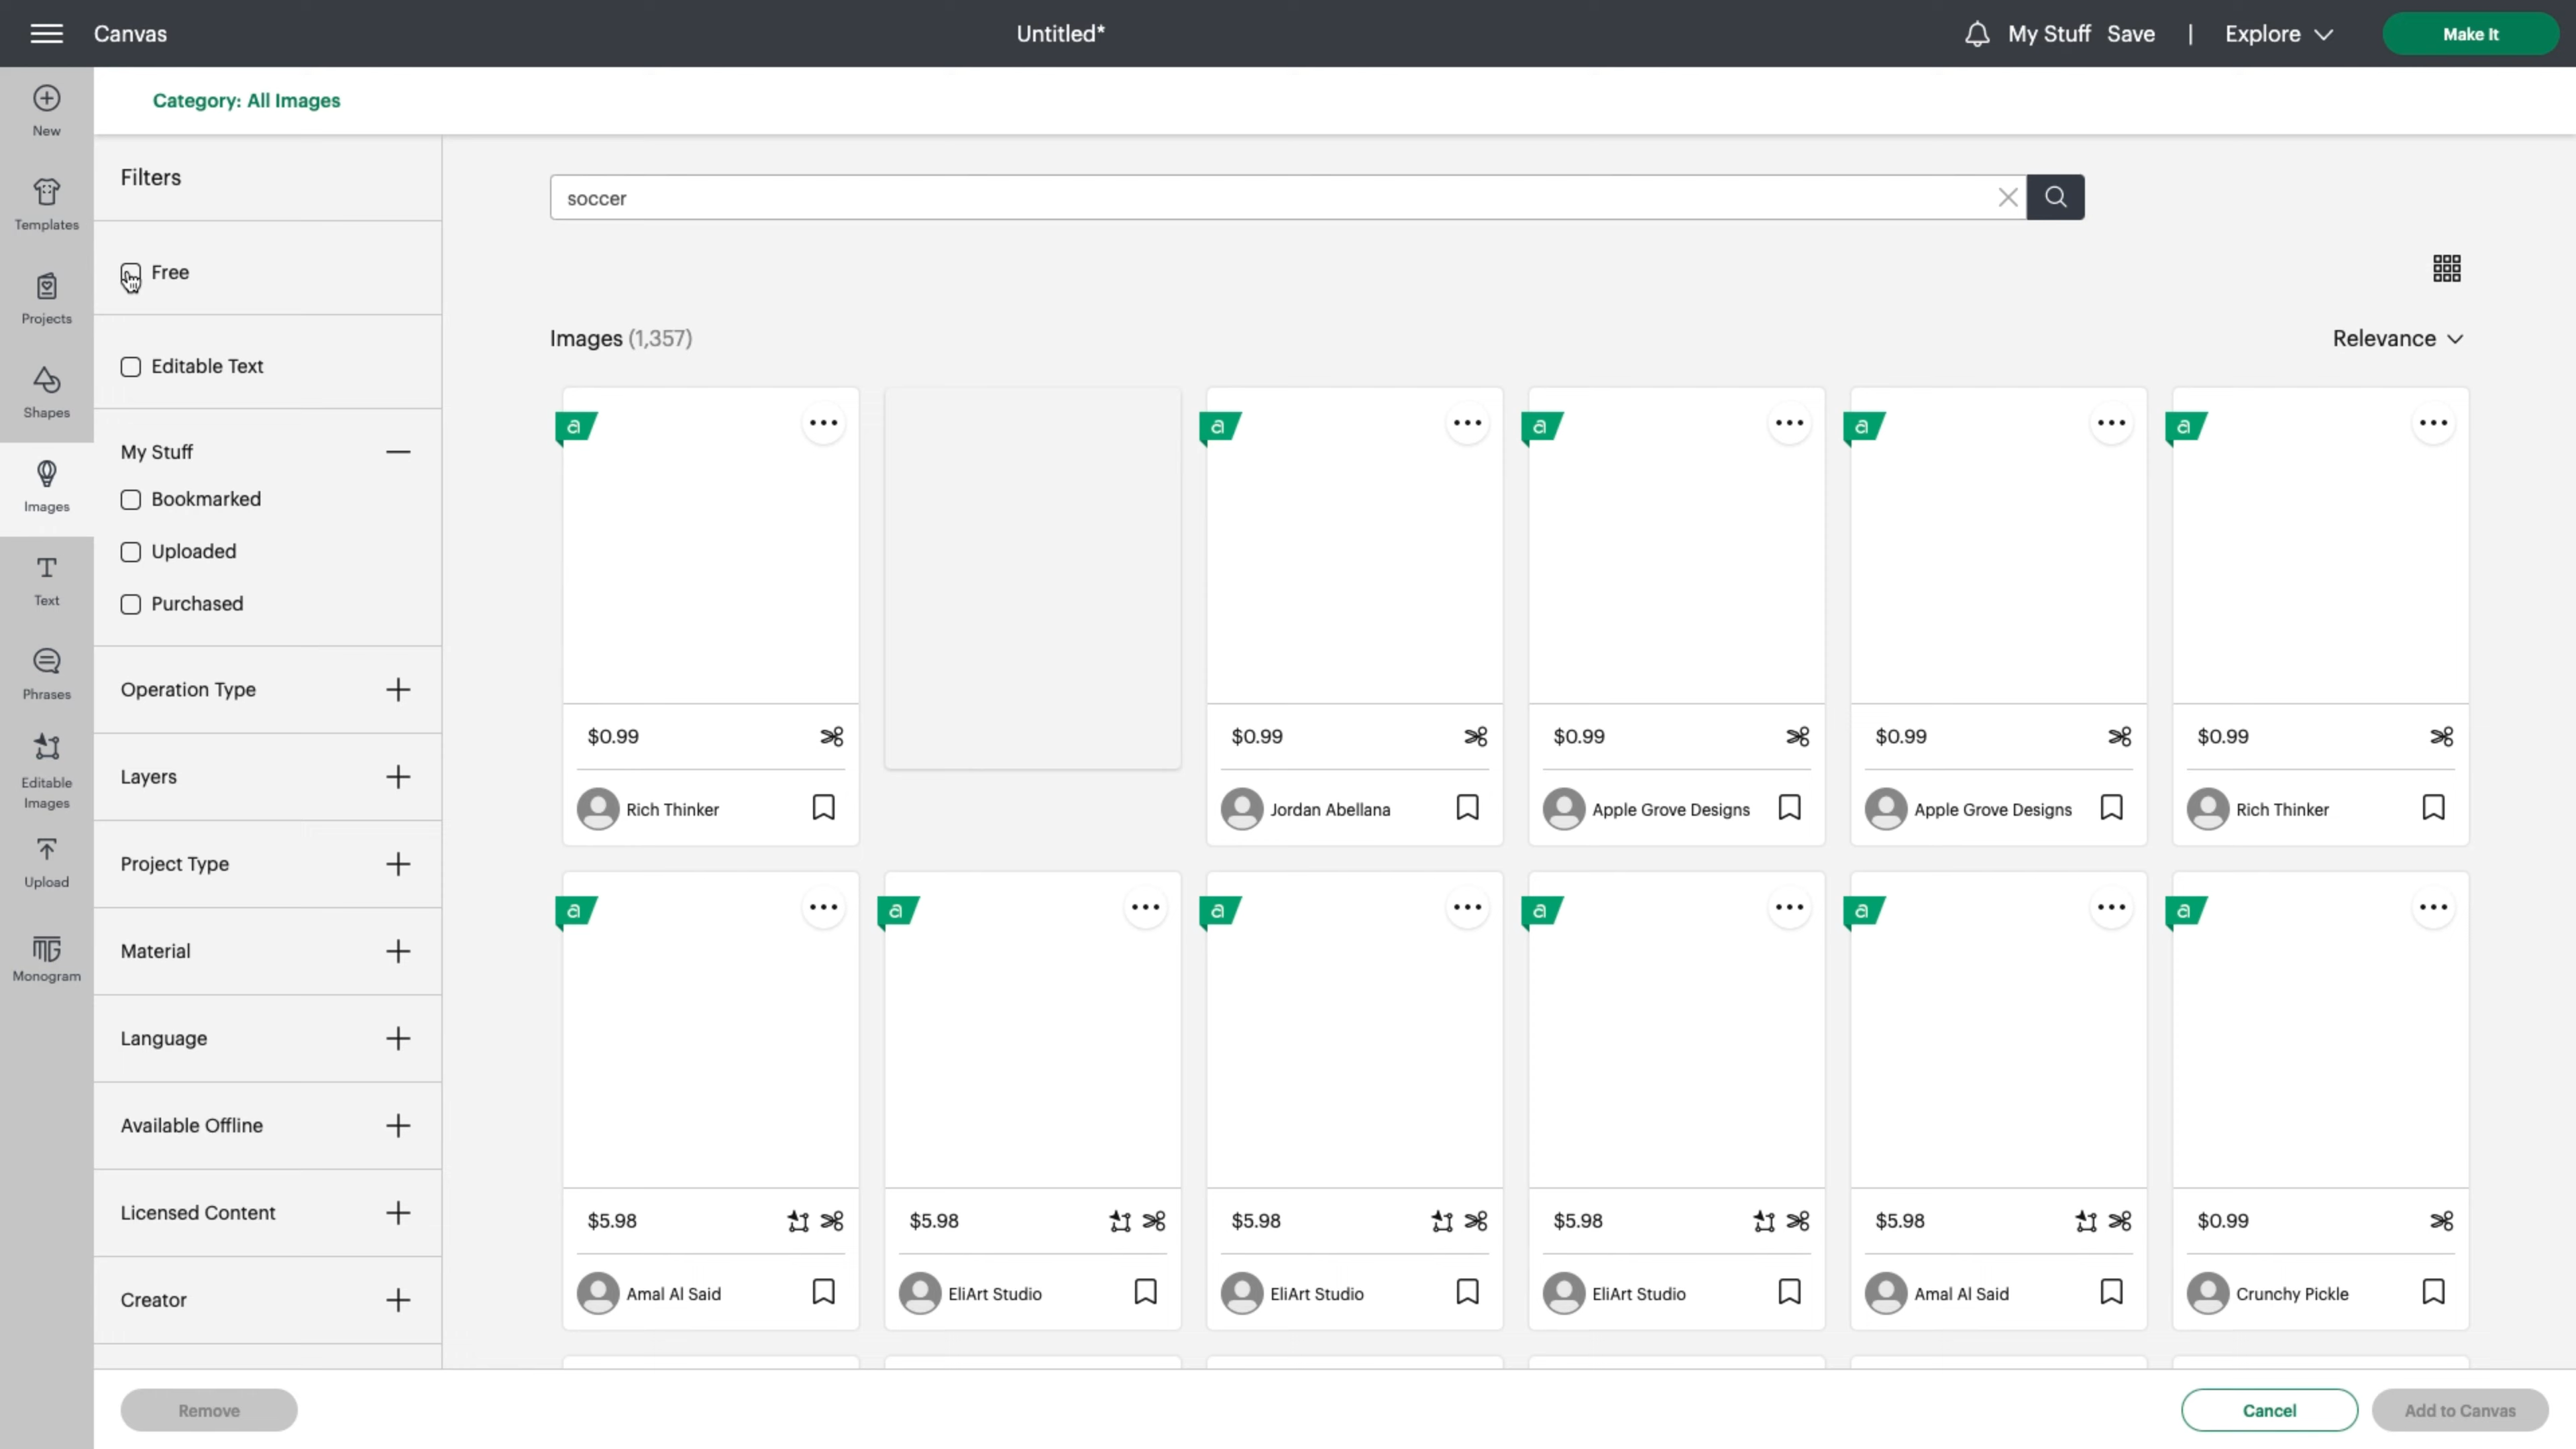 Canvas
Untitled*
My Stuff Save | Explore
Make It
New
Templates
Projects
Shapes
Images
Text
Phrases
Editable
Images
Upload
Monogram
Category: All Images
Filters
Free
Editable Text
My Stuff
Bookmarked
Uploaded
Purchased
Operation Type
Layers
Project Type
Material
Language
Available Offline
Licensed Content
Creator
soccer
Images (1,357)
Relevance
a a a a a
$0.99 $0.99 $0.99 $0.99 $0.99
Rich Thinker Jordan Abellana Apple Grove Designs Apple Grove Designs Rich Thinker
a a a a a a
$5.98 $5.98 $5.98 $5.98 $5.98 $0.99
Amal Al Said EliArt Studio EliArt Studio EliArt Studio Amal Al Said Crunchy Pickle
Remove
Cancel
Add to Canvas